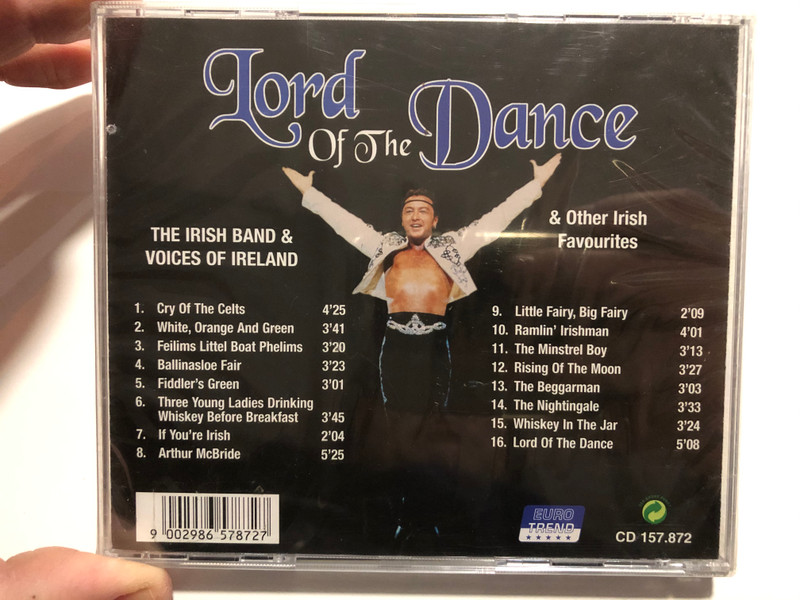 Lord
Of The Dance
THE IRISH BAND &
VOICES OF IRELAND
& Other Irish
Favourites
1. Cry Of The Celts 4'25
2. White, Orange And Green 3'41
3. Feilims Littel Boat Phelims 3'20
4. Ballinasloe Fair 3'23
5. Fiddler's Green 3'01
6. Three Young Ladies Drinking
Whiskey Before Breakfast 3'45
7. If You're Irish 2'04
8. Arthur McBride 5'25
9. Little Fairy, Big Fairy 2'09
10. Ramlin' Irishman 4'01
11. The Minstrel Boy 3'13
12. Rising Of The Moon 3'27
13. The Beggarman 3'03
14. The Nightingale 3'33
15. Whiskey In The Jar 3'24
16. Lord Of The Dance 5'08
9 002986 578727
EURO
TREND
CD 157.872